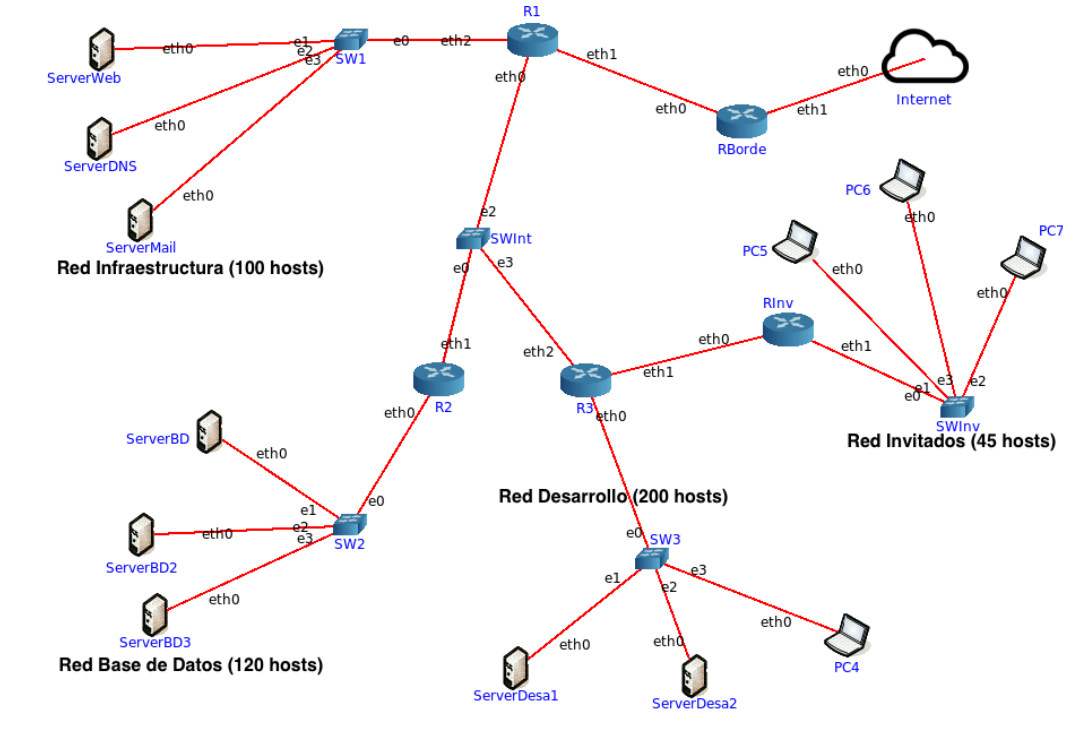 R1
eth0
e1
e2
e3
e0
eth2
SW1
ServerWeb
eth1
eth0
eth0
Internet
eth0
eth1
RBorde
eth0
ServerDNS
eth0
ServerMail
Red Infraestructura (100 hosts)
PC6
eth0
e2
SWInt
e0
e3
PC5
eth0
PC7
eth0
RInv
eth1
eth2
eth0
eth1
eth1
R2
eth0
R3
eth0
e0
e1
e3
e2
SWInv
Red Invitados (45 hosts)
ServerBD
eth0
Red Desarrollo (200 hosts)
e0
e1
e2
e3
SW2
eth0
ServerBD2
eth0
ServerBD3
Red Base de Datos (120 hosts)
e0
SW3
e1
e2
e3
eth0
eth0
eth0
PC4
ServerDesa1
ServerDesa2